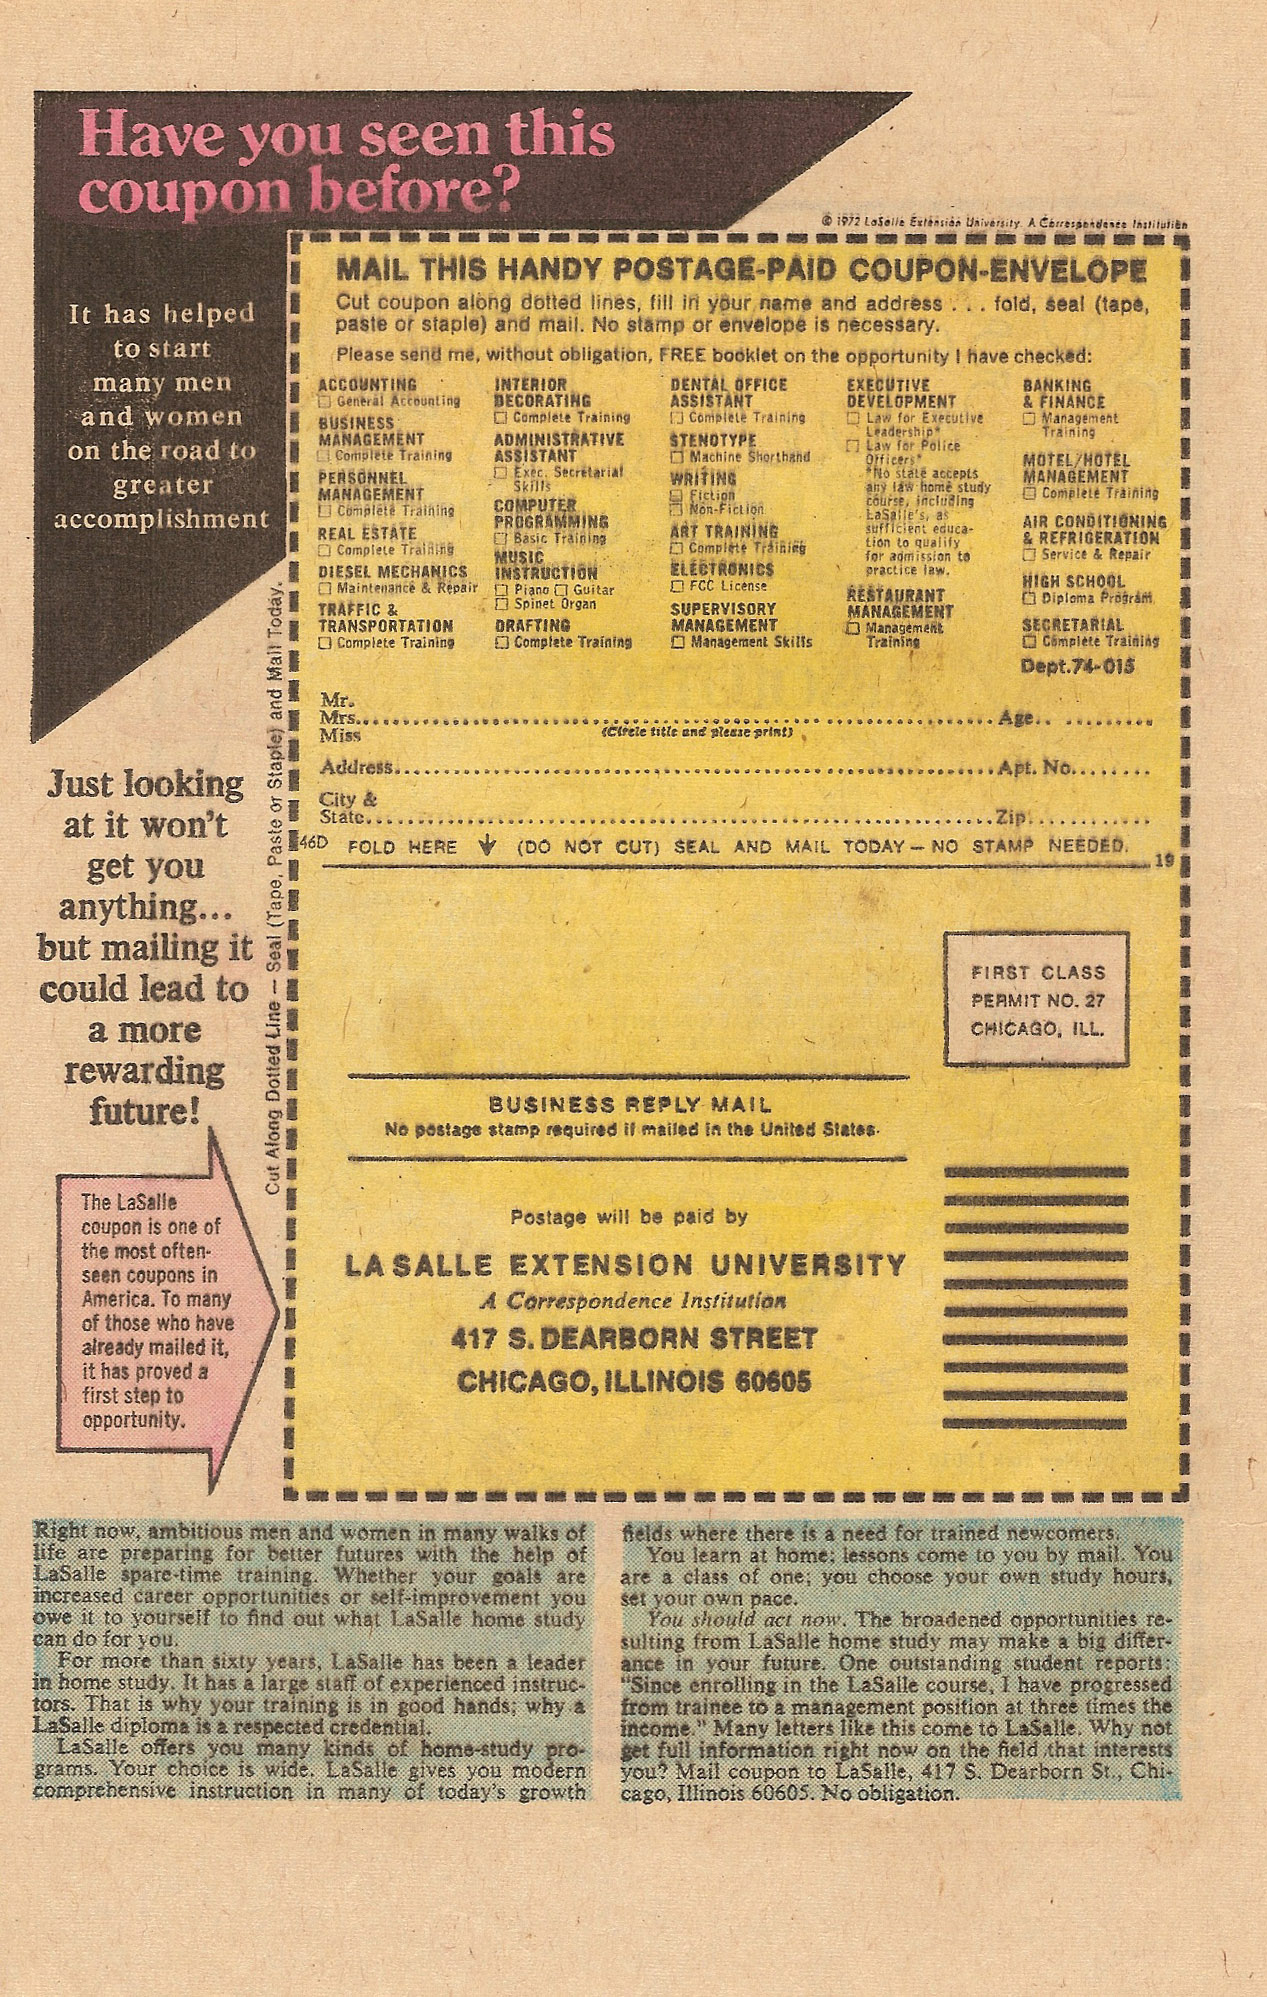 Have you seen this
coupon before?
© 1972 LaSalle Extension University A Correspondence Institution
It has helped
to start
many men
and women
on the road to
greater
accomplishment
Just looking
at it won't
get you
anything...
but mailing it
could lead to
a more
rewarding
future!
The LaSalle
coupon is one of
the most often-
seen coupons in
America. To many
of those who have
already mailed it,
it has proved a
first step to
opportunity.
Cut Along Dotted Line — Seal (Tape, Paste or Staple) and Mail Today.
MAIL THIS HANDY POSTAGE-PAID COUPON-ENVELOPE
Cut coupon along dotted lines, fill in your name and address . . . fold, seal (tape,
paste or staple) and mail. No stamp or envelope is necessary.
Please send me, without obligation, FREE booklet on the opportunity I have checked:
ACCOUNTING
☐ General Accounting
BUSINESS
MANAGEMENT
☐ Complete Training
PERSONNEL
MANAGEMENT
☐ Complete Training
REAL ESTATE
☐ Complete Training
DIESEL MECHANICS
☐ Maintenance & Repair
TRAFFIC &
TRANSPORTATION
☐ Complete Training
INTERIOR
DECORATING
☐ Complete Training
ADMINISTRATIVE
ASSISTANT
☐ Exec. Secretarial
Skills
COMPUTER
PROGRAMMING
☐ Basic Training
MUSIC
INSTRUCTION
☐ Piano ☐ Guitar
☐ Spinet Organ
DRAFTING
☐ Complete Training
DENTAL OFFICE
ASSISTANT
☐ Complete Training
STENOTYPE
☐ Machine Shorthand
WRITING
☐ Fiction
☐ Non-Fiction
ART TRAINING
☐ Complete Training
ELECTRONICS
☐ FCC License
SUPERVISORY
MANAGEMENT
☐ Management Skills
EXECUTIVE
DEVELOPMENT
☐ Law for Executive
Leadership*
☐ Law for Police
Officers*
*No state accepts
any law home study
course, including
LaSalle's, as
sufficient educa-
tion to qualify
for admission to
practice law.
RESTAURANT
MANAGEMENT
☐ Management
Training
BANKING
& FINANCE
☐ Management
Training
MOTEL/HOTEL
MANAGEMENT
☐ Complete Training
AIR CONDITIONING
& REFRIGERATION
☐ Service & Repair
HIGH SCHOOL
☐ Diploma Program
SECRETARIAL
☐ Complete Training
Dept.74-015
Mr.
Mrs. Age
Miss (Circle title and please print)
Address Apt. No.
City &
State Zip
46D FOLD HERE ↓ (DO NOT CUT) SEAL AND MAIL TODAY — NO STAMP NEEDED.
19
FIRST CLASS
PERMIT NO. 27
CHICAGO, ILL.
BUSINESS REPLY MAIL
No postage stamp required if mailed in the United States.
Postage will be paid by
LA SALLE EXTENSION UNIVERSITY
A Correspondence Institution
417 S. DEARBORN STREET
CHICAGO, ILLINOIS 60605
Right now, ambitious men and women in many walks of
life are preparing for better futures with the help of
LaSalle spare-time training. Whether your goals are
increased career opportunities or self-improvement you
owe it to yourself to find out what LaSalle home study
can do for you.
For more than sixty years, LaSalle has been a leader
in home study. It has a large staff of experienced instruc-
tors. That is why your training is in good hands; why a
LaSalle diploma is a respected credential.
LaSalle offers you many kinds of home-study pro-
grams. Your choice is wide. LaSalle gives you modern
comprehensive instruction in many of today's growth
fields where there is a need for trained newcomers.
You learn at home; lessons come to you by mail. You
are a class of one; you choose your own study hours,
set your own pace.
You should act now. The broadened opportunities re-
sulting from LaSalle home study may make a big differ-
ance in your future. One outstanding student reports:
"Since enrolling in the LaSalle course, I have progressed
from trainee to a management position at three times the
income." Many letters like this come to LaSalle. Why not
get full information right now on the field that interests
you? Mail coupon to LaSalle, 417 S. Dearborn St., Chi-
cago, Illinois 60605. No obligation.